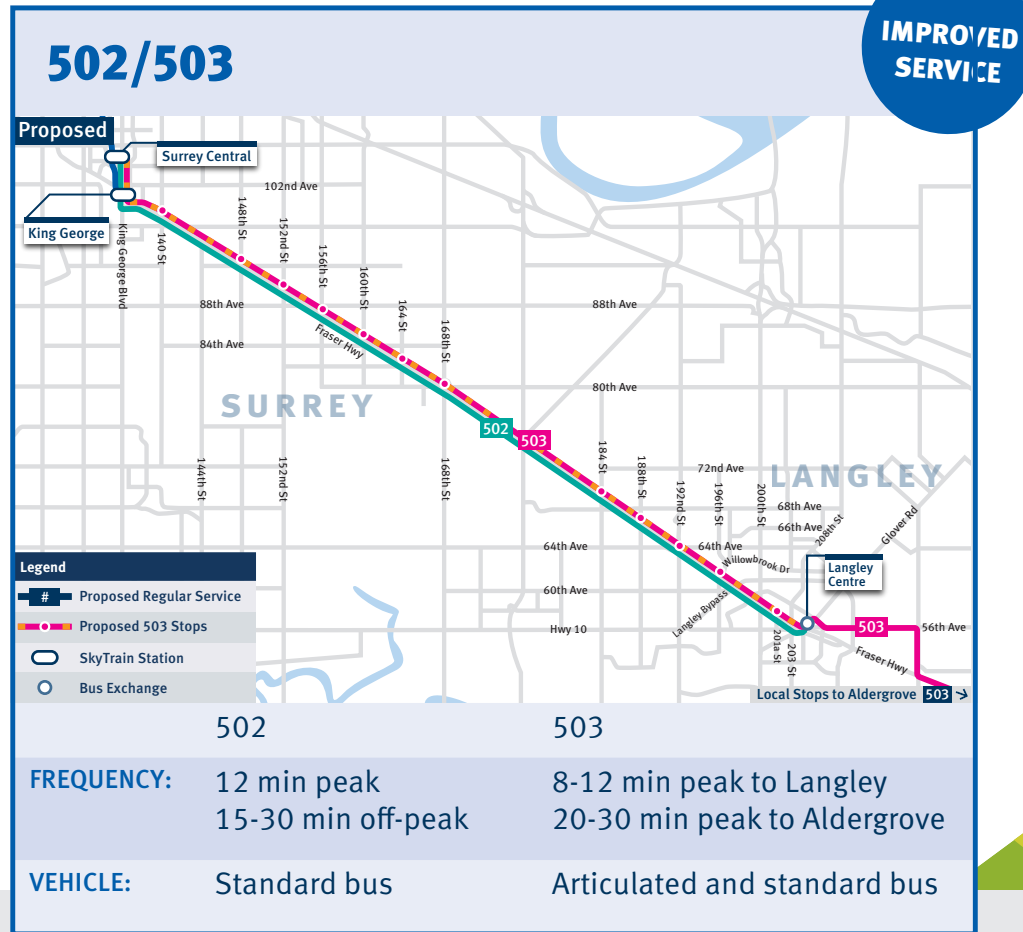 502/503
IMPROVED
SERVICE
Proposed
Surrey Central
King George
102nd Ave
King George Blvd
140 St
148th St
152nd St
156th St
160th St
164 St
168th St
88th Ave
88th Ave
84th Ave
Fraser Hwy
80th Ave
SURREY
502
503
144th St
152nd St
168th St
184 St
188th St
192nd St
196th St
200th St
72nd Ave
LANGLEY
68th Ave
66th Ave
208th St
Glover Rd
64th Ave
64th Ave
Willowbrook Dr
Langley
Centre
60th Ave
Langley Bypass
Hwy 10
201a St
203 St
503
56th Ave
Fraser Hwy
Local Stops to Aldergrove 503 →
Legend
# Proposed Regular Service
Proposed 503 Stops
SkyTrain Station
Bus Exchange
502 503
FREQUENCY: 12 min peak 8-12 min peak to Langley
15-30 min off-peak 20-30 min peak to Aldergrove
VEHICLE: Standard bus Articulated and standard bus